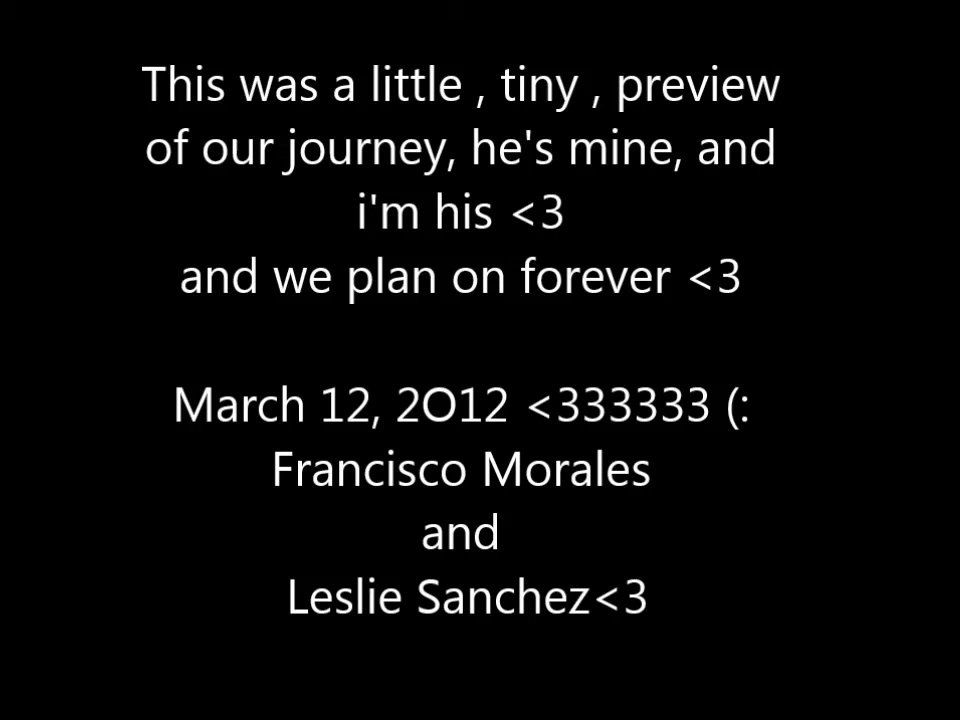 This was a little , tiny , preview
of our journey, he's mine, and
i'm his <3
and we plan on forever <3
March 12, 2O12 <333333 (:
Francisco Morales
and
Leslie Sanchez<3